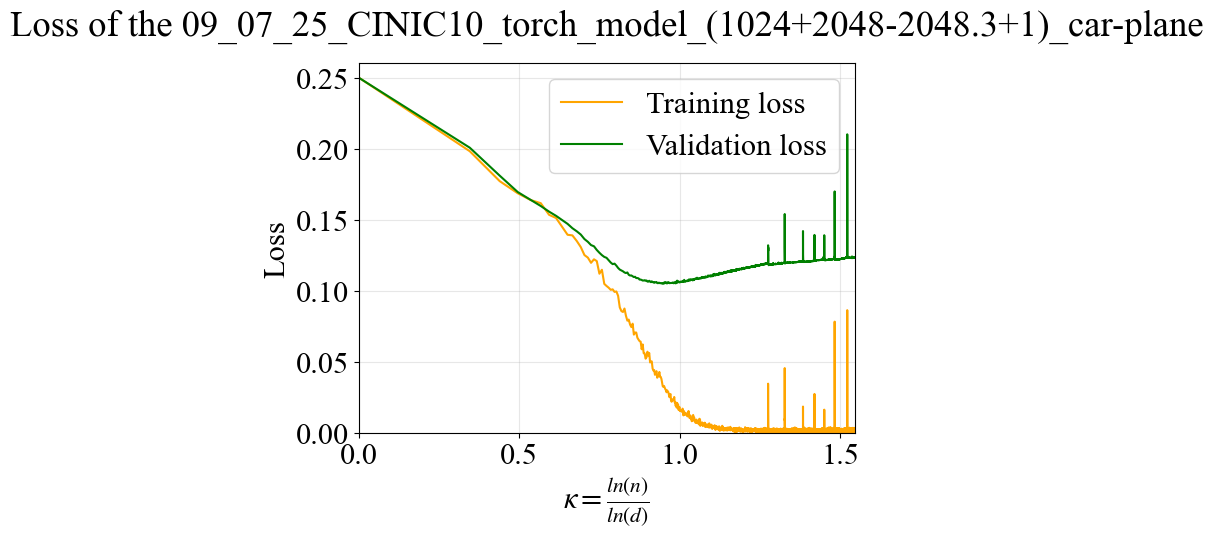 Loss of the 09_07_25_CINIC10_torch_model_(1024+2048-2048.3+1)_car-plane
Training loss
Validation loss
Loss
0.25
0.20
0.15
0.10
0.05
0.00
0.0 0.5 1.0 1.5
κ = ln(n)/ln(d)